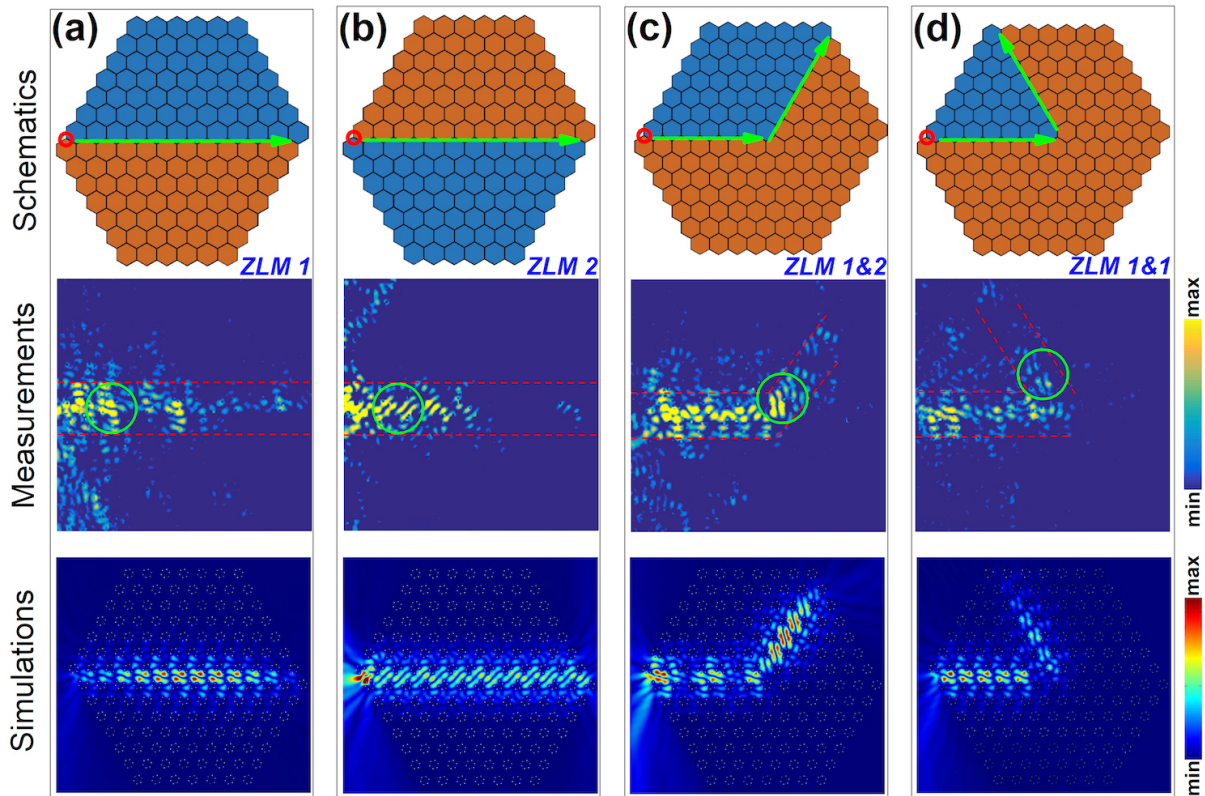 (a)
(b)
(c)
(d)
Schematics
ZLM 1
ZLM 2
ZLM 1&2
ZLM 1&1
Measurements
max
min
Simulations
max
min